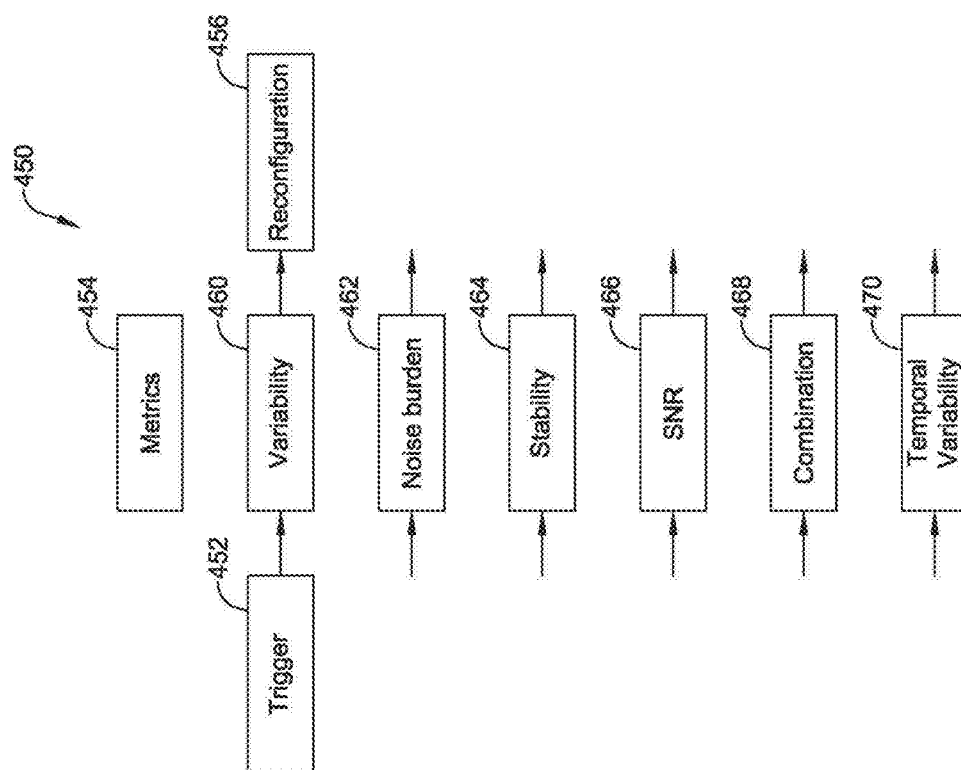 450
454
Metrics
452
Trigger
460
Variability
456
Reconfiguration
462
Noise burden
464
Stability
466
SNR
468
Combination
470
Temporal
Variability